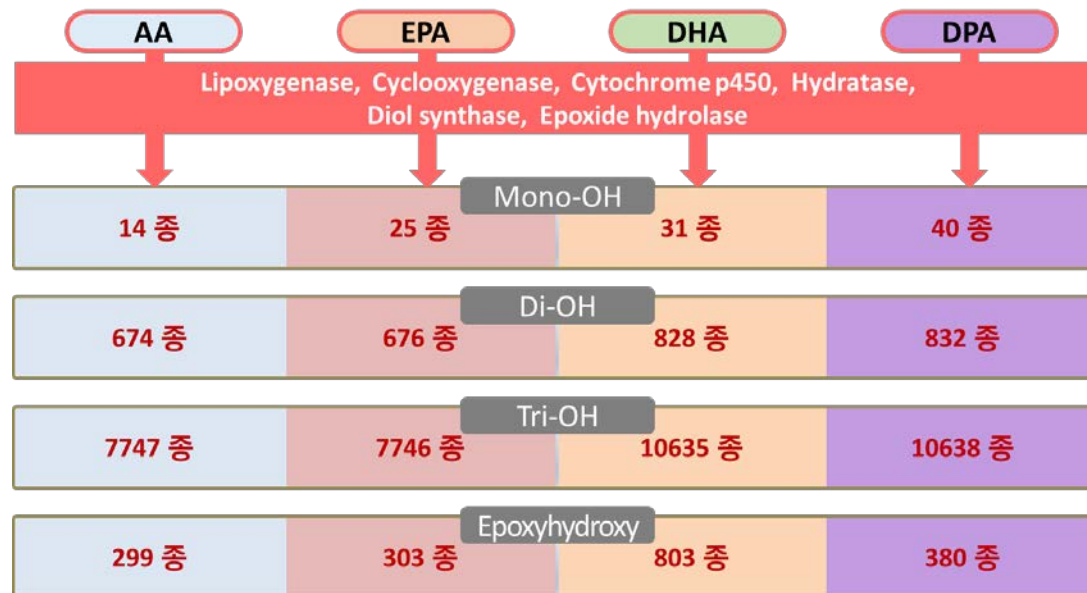 AA EPA DHA DPA
Lipoxygenase, Cyclooxygenase, Cytochrome p450, Hydratase,
Diol synthase, Epoxide hydrolase
Mono-OH
14 종 25 종 31 종 40 종
Di-OH
674 종 676 종 828 종 832 종
Tri-OH
7747 종 7746 종 10635 종 10638 종
Epoxyhydroxy
299 종 303 종 803 종 380 종